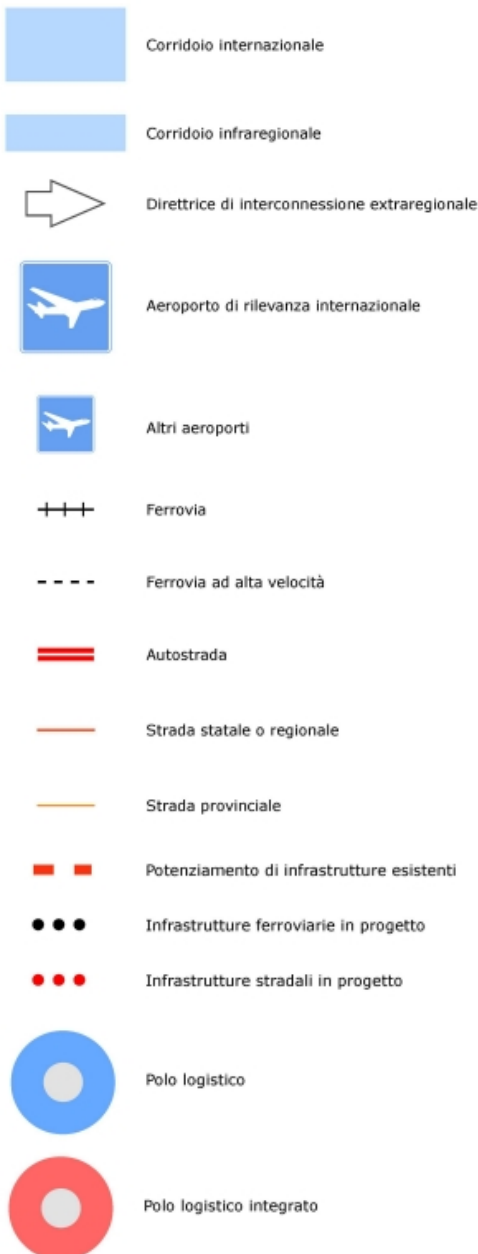 Corridoio internazionale
Corridoio infraregionale
Direttrice di interconnessione extraregionale
Aeroporto di rilevanza internazionale
Altri aeroporti
Ferrovia
Ferrovia ad alta velocità
Autostrada
Strada statale o regionale
Strada provinciale
Potenziamento di infrastrutture esistenti
Infrastrutture ferroviarie in progetto
Infrastrutture stradali in progetto
Polo logistico
Polo logistico integrato